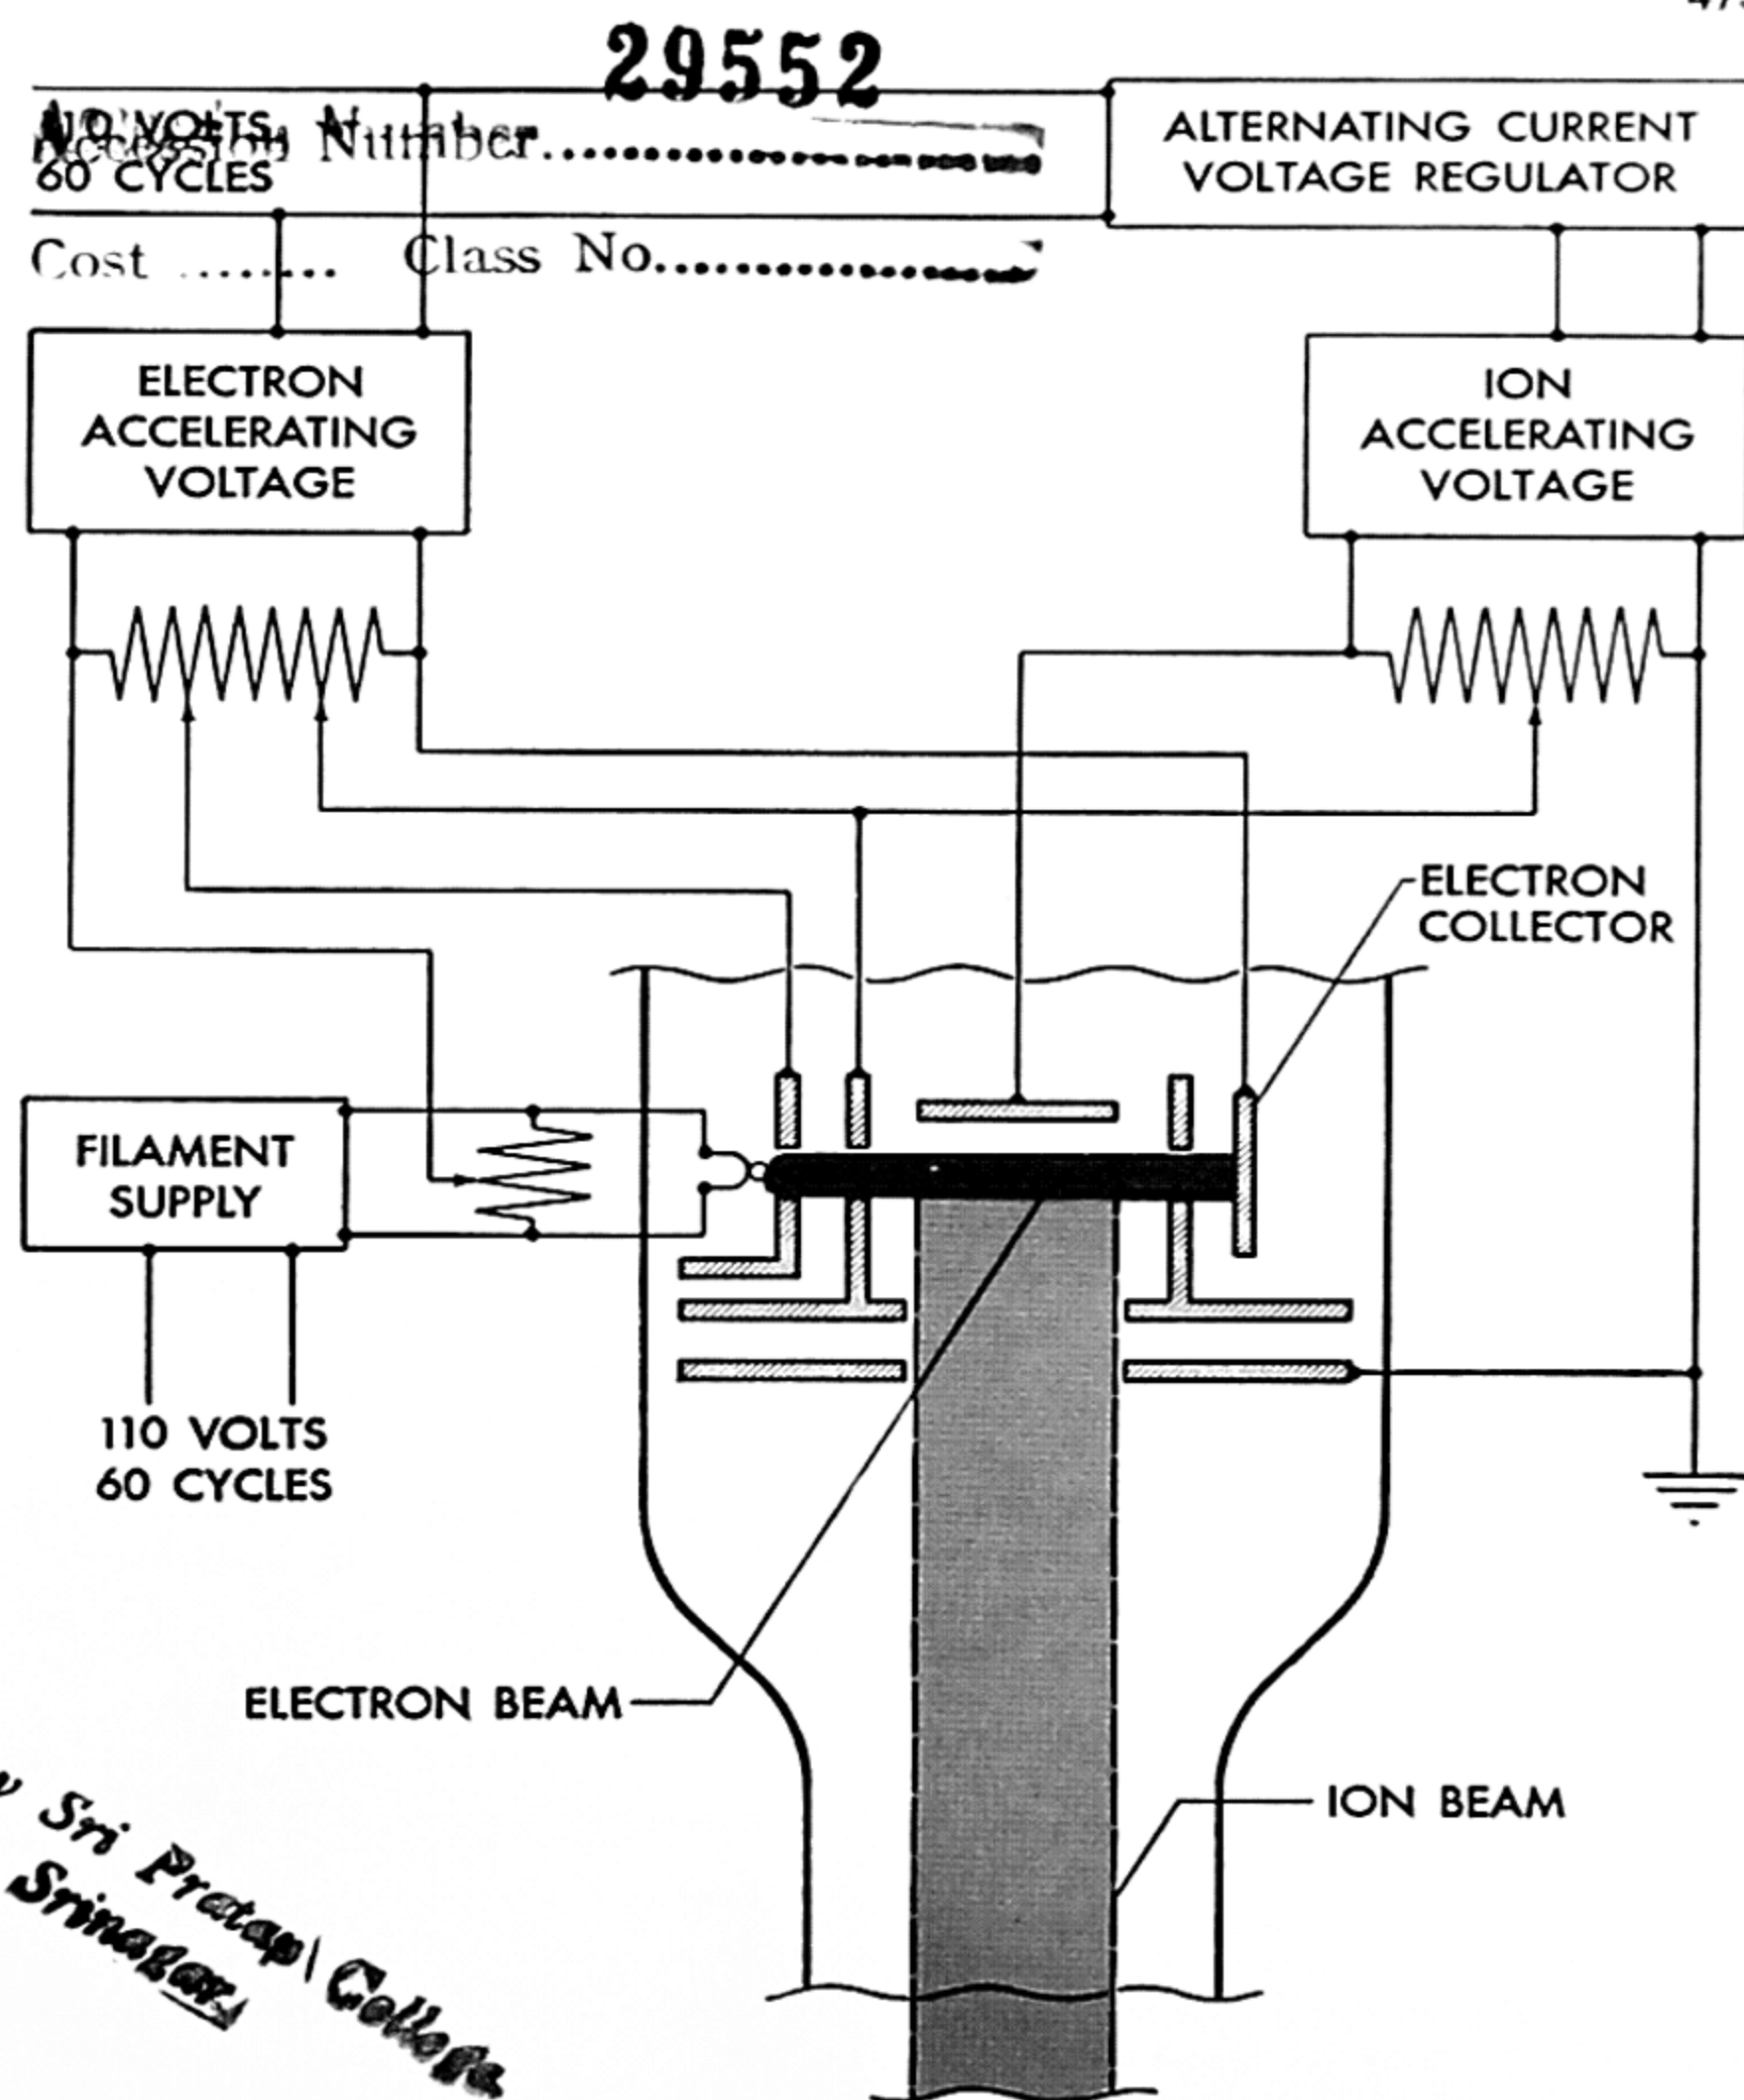 29552
110 VOLTS
60 CYCLES
Accession Number
Cost ........ Class No.
ALTERNATING CURRENT
VOLTAGE REGULATOR
ELECTRON
ACCELERATING
VOLTAGE
ION
ACCELERATING
VOLTAGE
ELECTRON
COLLECTOR
FILAMENT
SUPPLY
110 VOLTS
60 CYCLES
ELECTRON BEAM
ION BEAM
Sri Pratap College
Srinagar